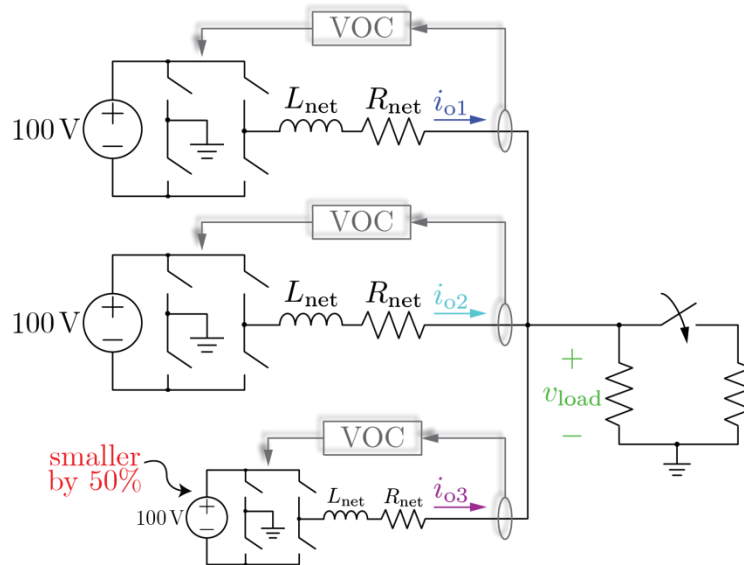 VOC
100 V
+
−
L_net
R_net
i_o1
VOC
100 V
+
−
L_net
R_net
i_o2
+
v_load
−
smaller
by 50%
VOC
100 V
+
−
L_net
R_net
i_o3